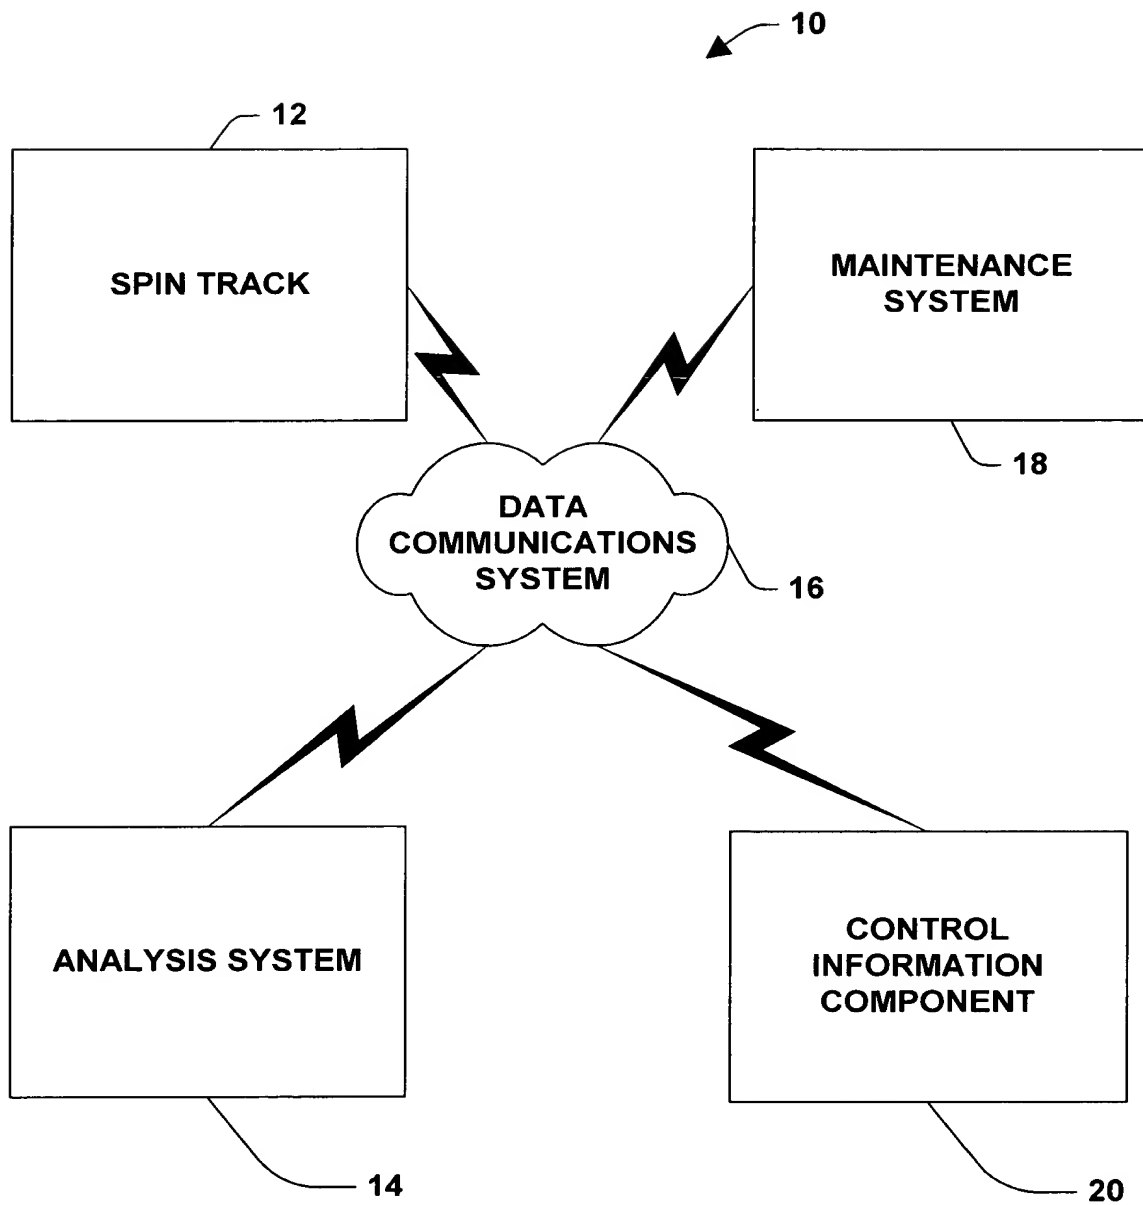 10
12
SPIN TRACK
MAINTENANCE
SYSTEM
18
DATA
COMMUNICATIONS
SYSTEM
16
ANALYSIS SYSTEM
CONTROL
INFORMATION
COMPONENT
14
20